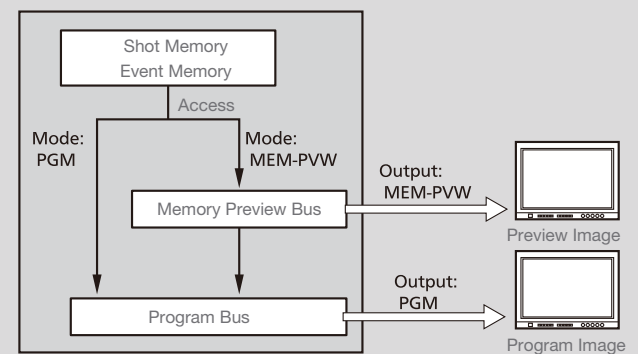 Shot Memory
Event Memory
Access
Mode:
PGM
Mode:
MEM-PVW
Output:
MEM-PVW
Memory Preview Bus
Preview Image
Output:
PGM
Program Bus
Program Image